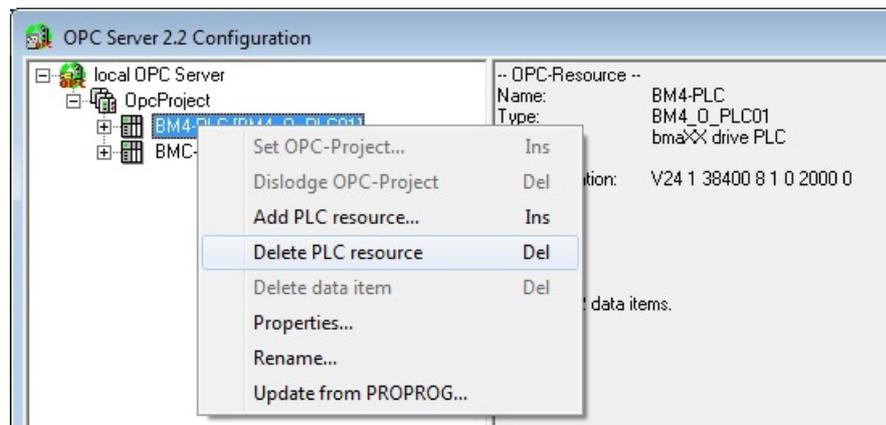 OPC Server 2.2 Configuration
local OPC Server
OpcProject
BM4-PLC [BM4_O_PLC01]
BMC-
Set OPC-Project... Ins
Dislodge OPC-Project Del
Add PLC resource... Ins
Delete PLC resource Del
Delete data item Del
Properties...
Rename...
Update from PROPROG...
-- OPC-Resource --
Name: BM4-PLC
Type: BM4_O_PLC01
bmaXX drive PLC
V24 1 38400 8 1 0 2000 0
data items.